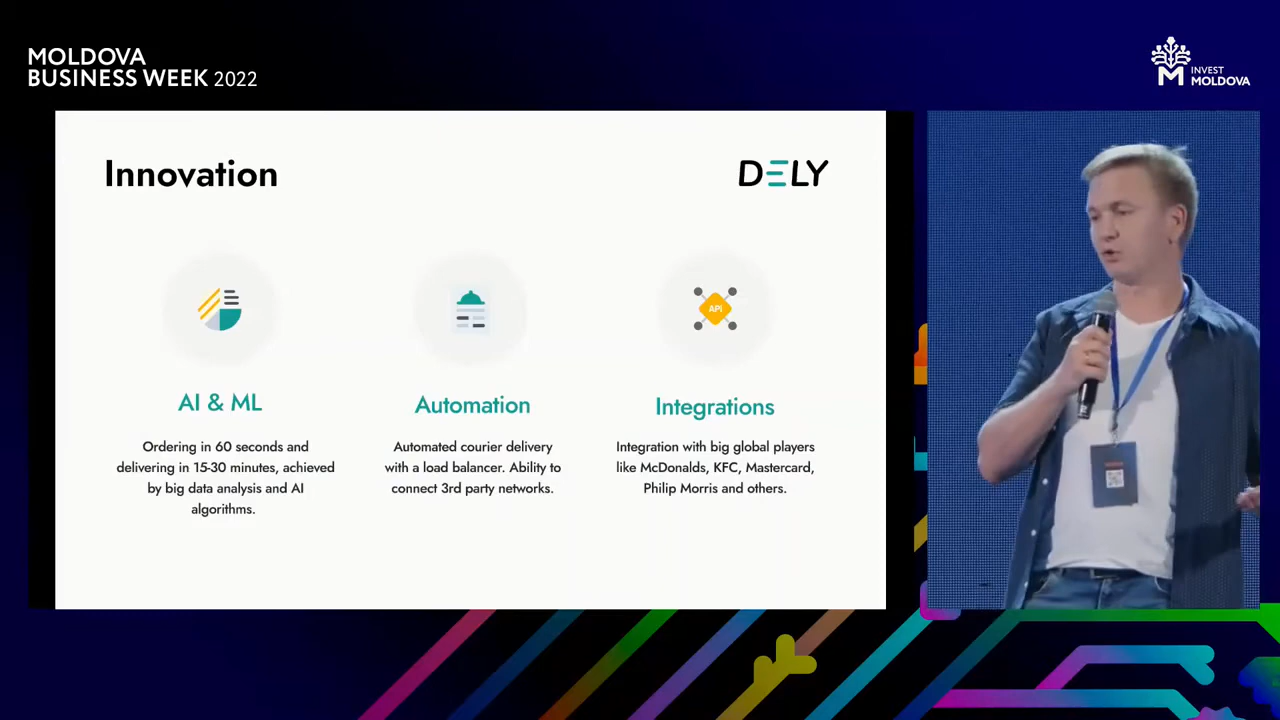 MOLDOVA
BUSINESS WEEK 2022
INVEST
MOLDOVA
Innovation
DELY
API
AI & ML
Ordering in 60 seconds and
delivering in 15-30 minutes, achieved
by big data analysis and AI
algorithms.
Automation
Automated courier delivery
with a load balancer. Ability to
connect 3rd party networks.
Integrations
Integration with big global players
like McDonalds, KFC, Mastercard,
Philip Morris and others.